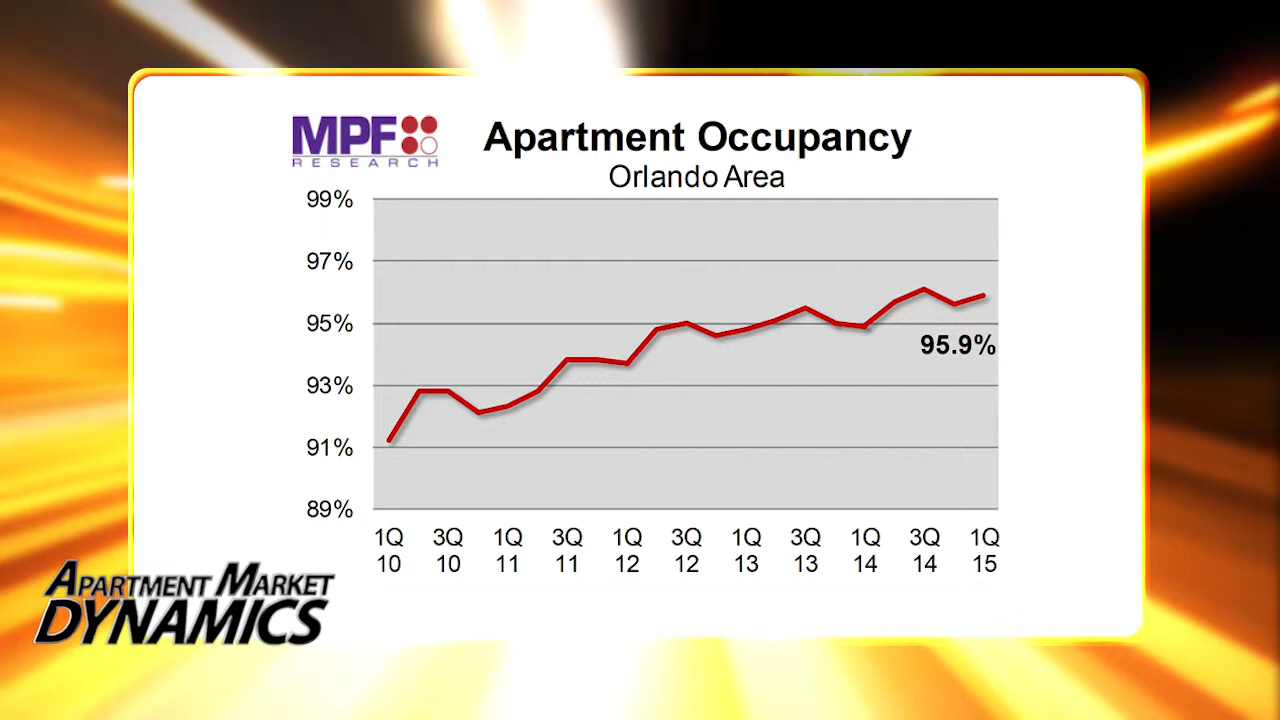 MPF
RESEARCH
Apartment Occupancy
Orlando Area
99%
97%
95%
93%
91%
89%
95.9%
1Q 3Q 1Q 3Q 1Q 3Q 1Q 3Q 1Q 3Q 1Q
10 10 11 11 12 12 13 13 14 14 15
APARTMENT MARKET
DYNAMICS